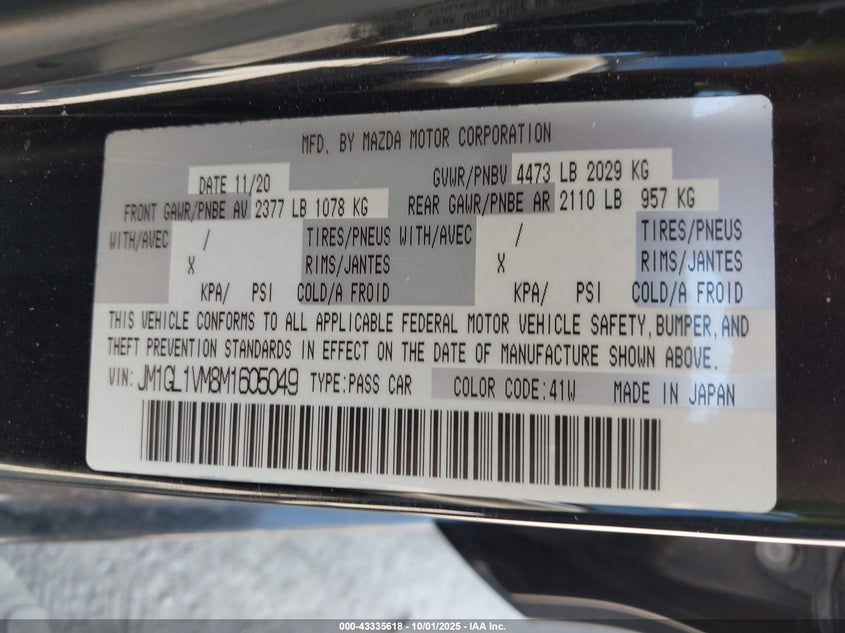 MFD. BY MAZDA MOTOR CORPORATION
DATE 11/20 GVWR/PNBV 4473 LB 2029 KG
FRONT GAWR/PNBE AV 2377 LB 1078 KG REAR GAWR/PNBE AR 2110 LB 957 KG
WITH/AVEC / TIRES/PNEUS WITH/AVEC / TIRES/PNEUS
X RIMS/JANTES X RIMS/JANTES
KPA/ PSI COLD/A FROID KPA/ PSI COLD/A FROID
THIS VEHICLE CONFORMS TO ALL APPLICABLE FEDERAL MOTOR VEHICLE SAFETY, BUMPER, AND
THEFT PREVENTION STANDARDS IN EFFECT ON THE DATE OF MANUFACTURE SHOWN ABOVE.
VIN: JM1GL1VM8M1605049 TYPE:PASS CAR COLOR CODE:41W MADE IN JAPAN
000-43335618 - 10/01/2025 - IAA Inc.